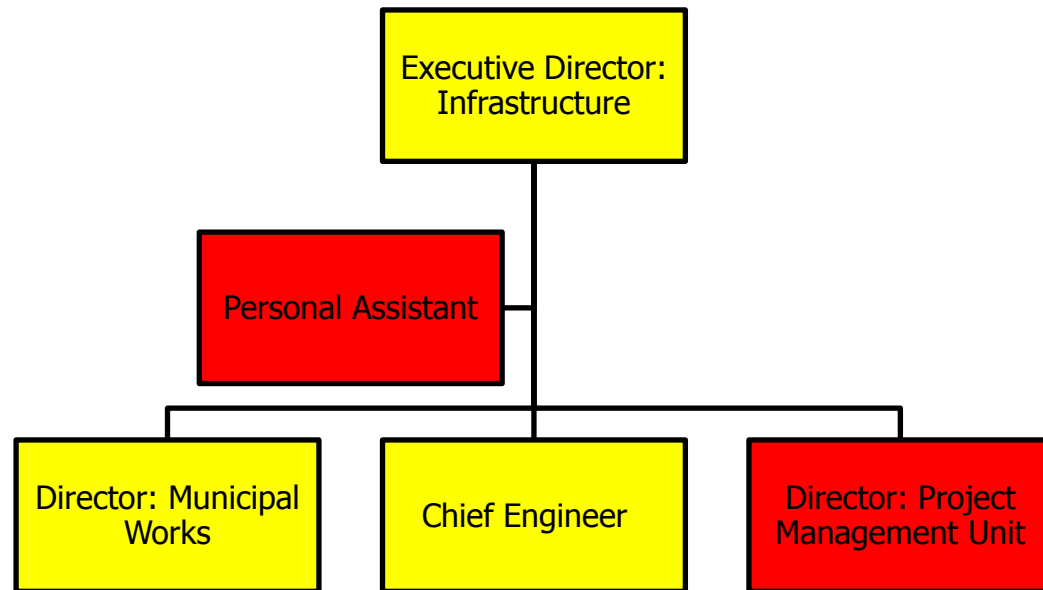 Executive Director:
Infrastructure
Personal Assistant
Director: Municipal
Works
Chief Engineer
Director: Project
Management Unit